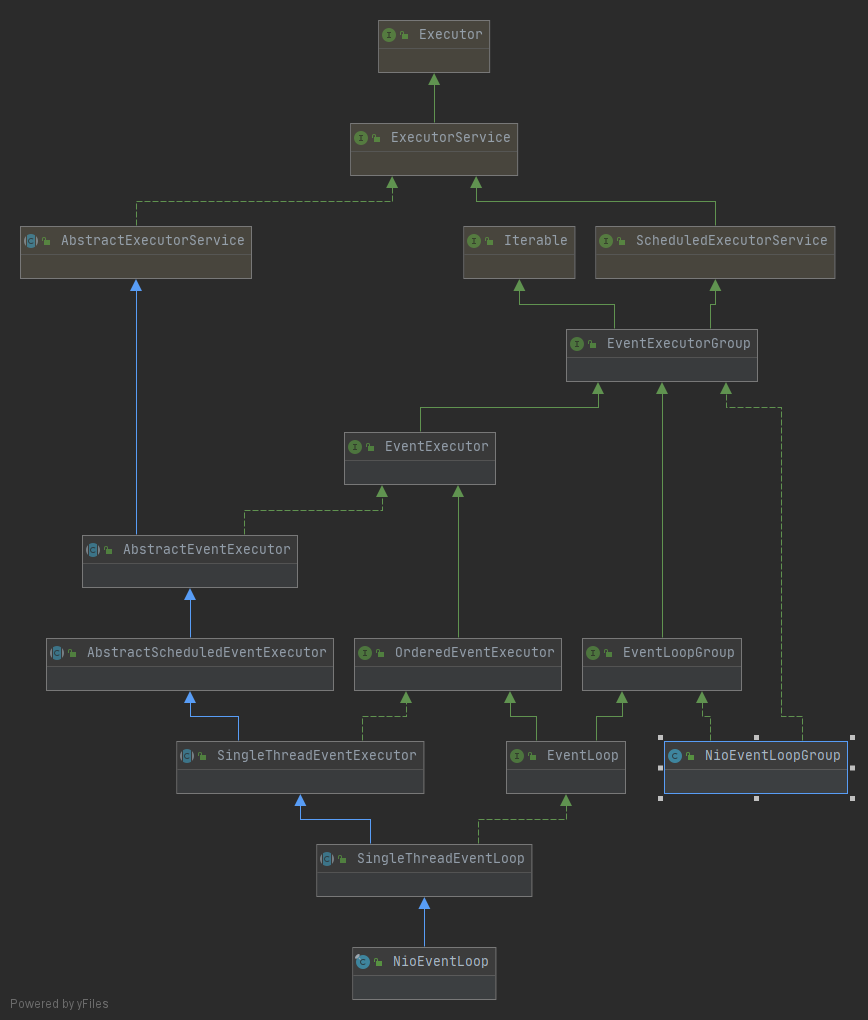 Executor
ExecutorService
AbstractExecutorService
Iterable
ScheduledExecutorService
EventExecutorGroup
EventExecutor
AbstractEventExecutor
AbstractScheduledEventExecutor
OrderedEventExecutor
EventLoopGroup
SingleThreadEventExecutor
EventLoop
NioEventLoopGroup
SingleThreadEventLoop
NioEventLoop
Powered by yFiles